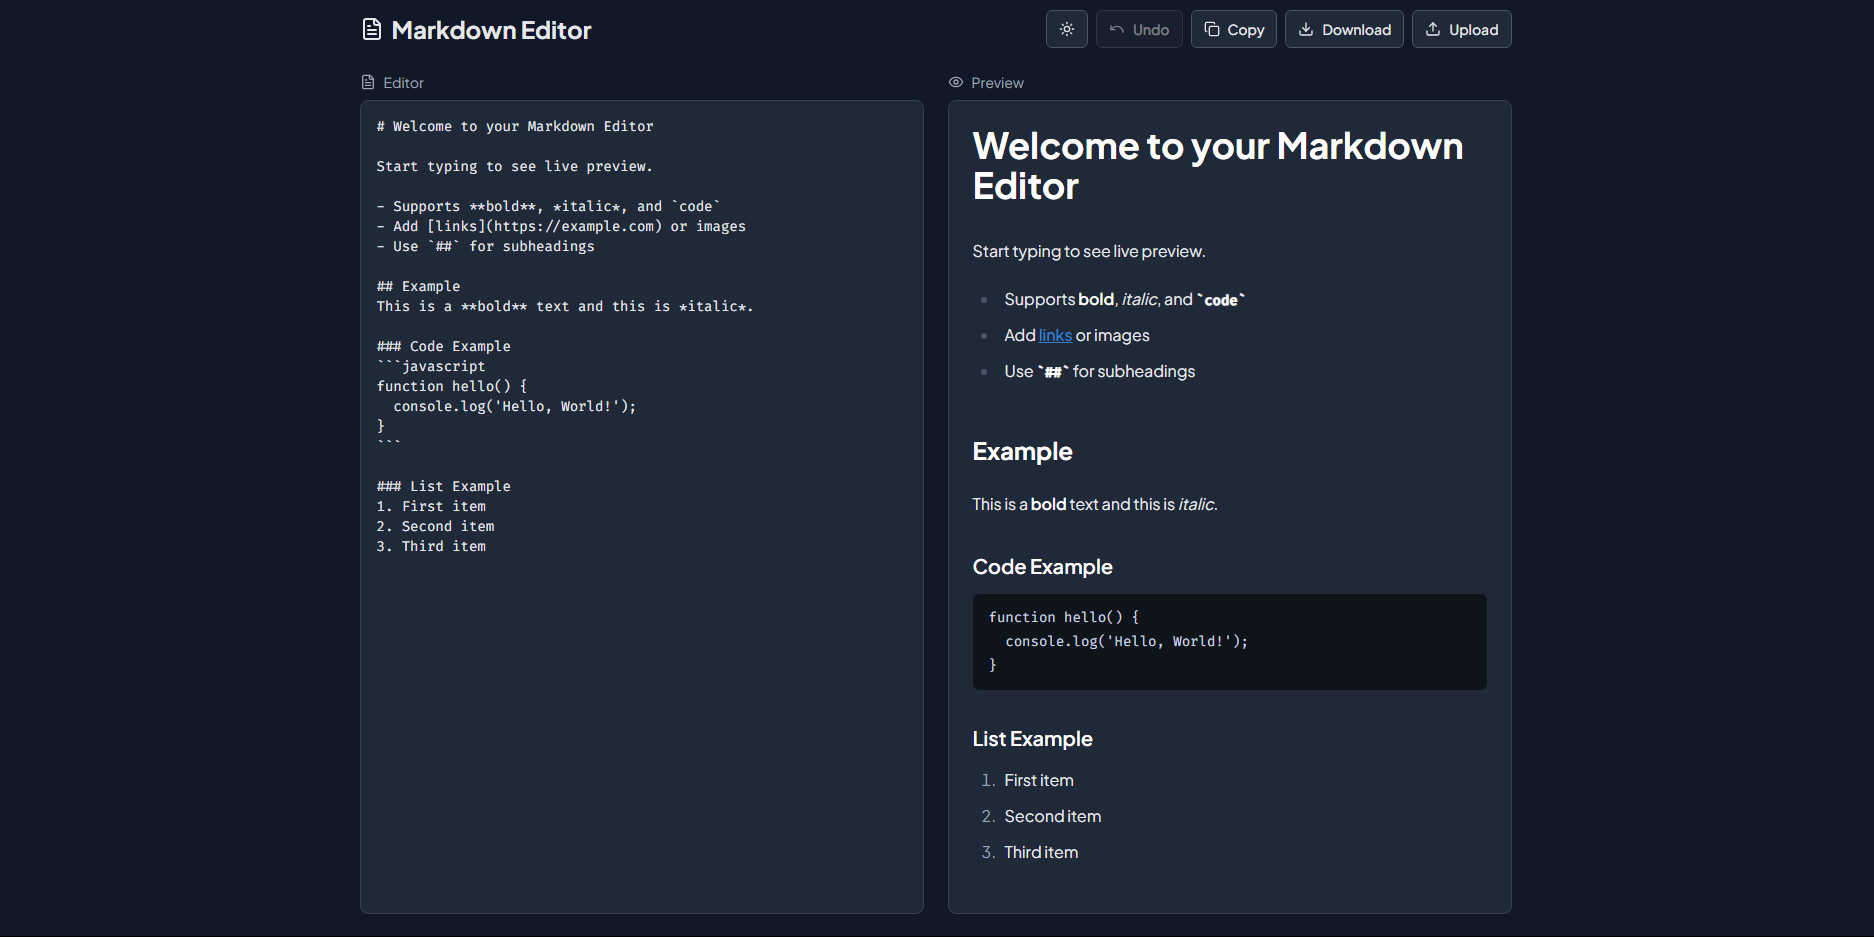 Markdown Editor
Undo
Copy
Download
Upload
Editor
# Welcome to your Markdown Editor
Start typing to see live preview.
- Supports **bold**, *italic*, and `code`
- Add [links](https://example.com) or images
- Use `##` for subheadings
## Example
This is a **bold** text and this is *italic*.
### Code Example
```javascript
function hello() {
  console.log('Hello, World!');
}
```
### List Example
1. First item
2. Second item
3. Third item
Preview
Welcome to your Markdown
Editor
Start typing to see live preview.
• Supports bold, italic, and `code`
• Add links or images
• Use `##` for subheadings
Example
This is a bold text and this is italic.
Code Example
function hello() {
  console.log('Hello, World!');
}
List Example
1. First item
2. Second item
3. Third item